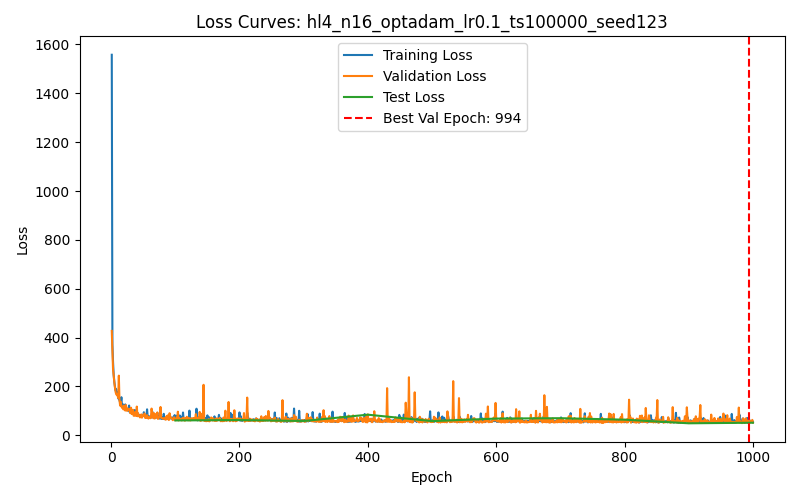 Loss Curves: hl4_n16_optadam_lr0.1_ts100000_seed123
1600
1400
1200
1000
800
600
400
200
0
Loss
Training Loss
Validation Loss
Test Loss
Best Val Epoch: 994
0
200
400
600
800
1000
Epoch